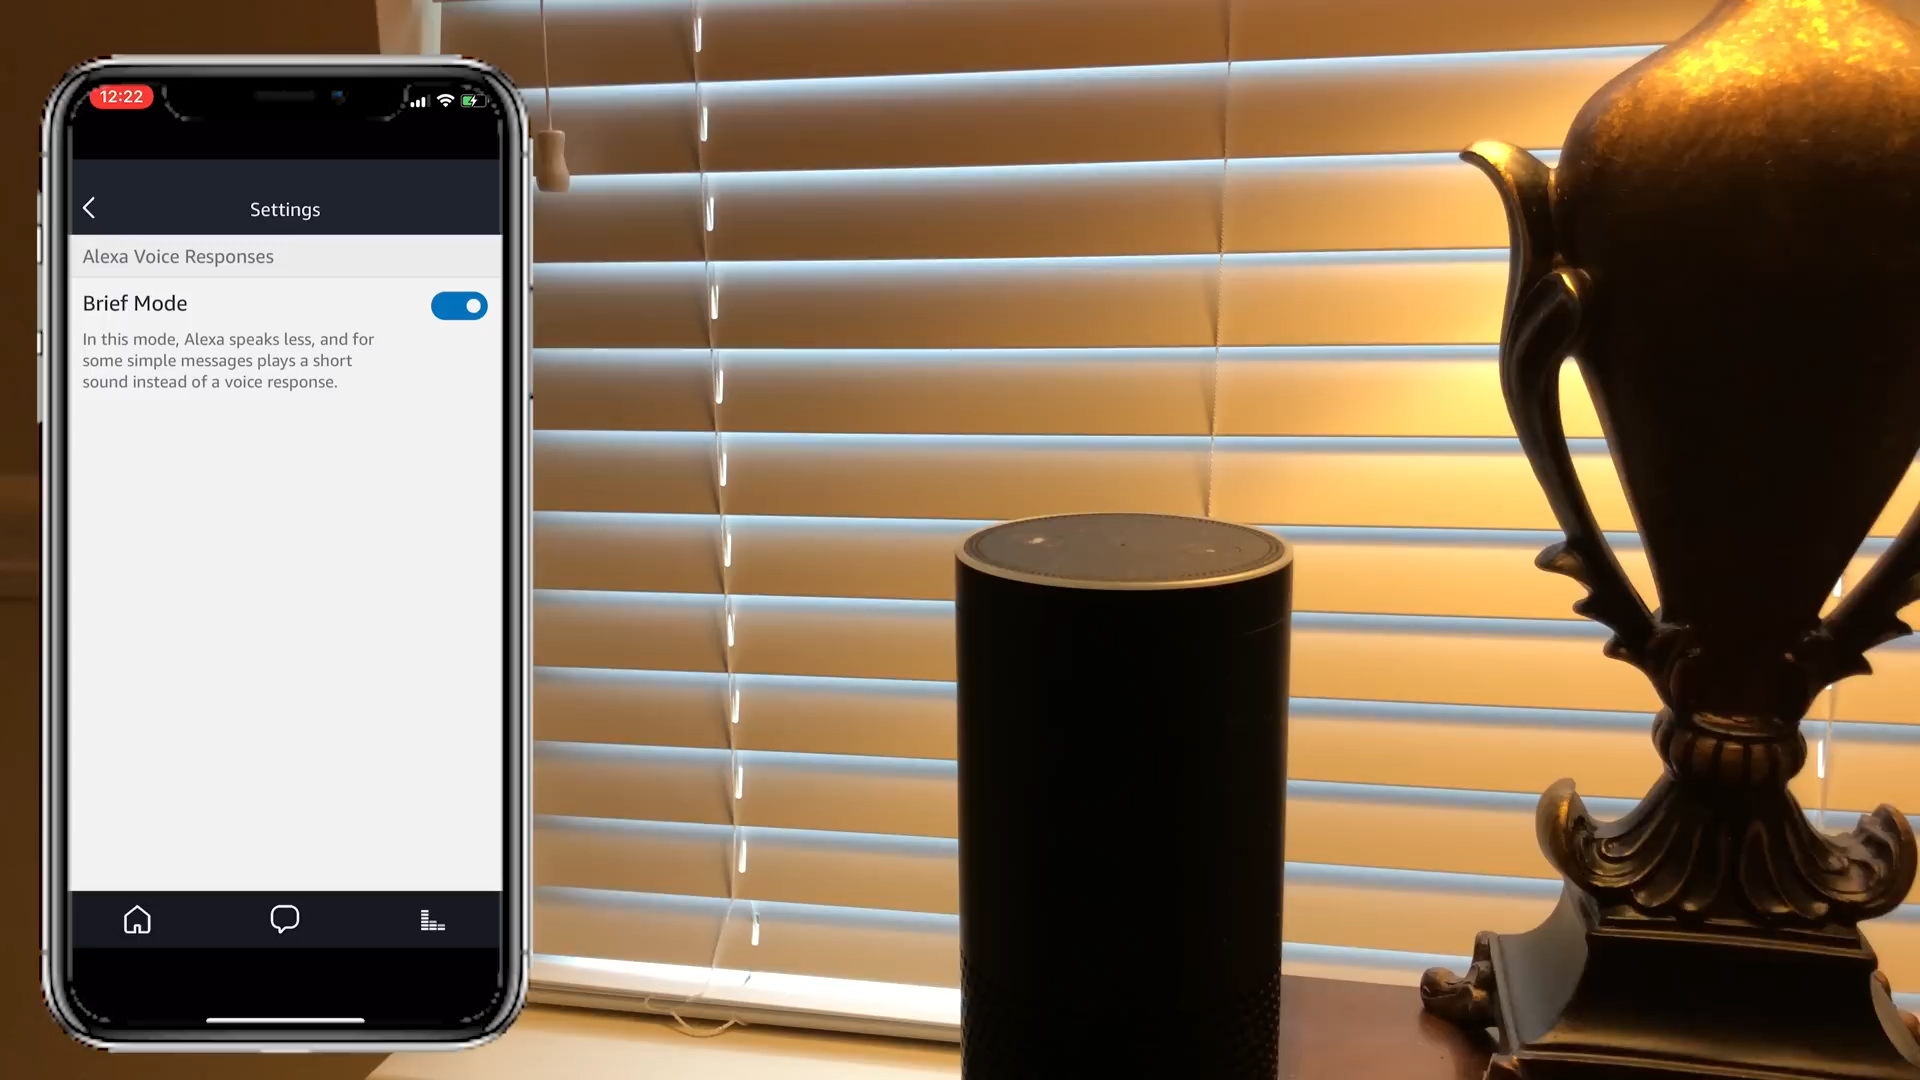 12:22
Settings
Alexa Voice Responses
Brief Mode
In this mode, Alexa speaks less, and for
some simple messages plays a short
sound instead of a voice response.